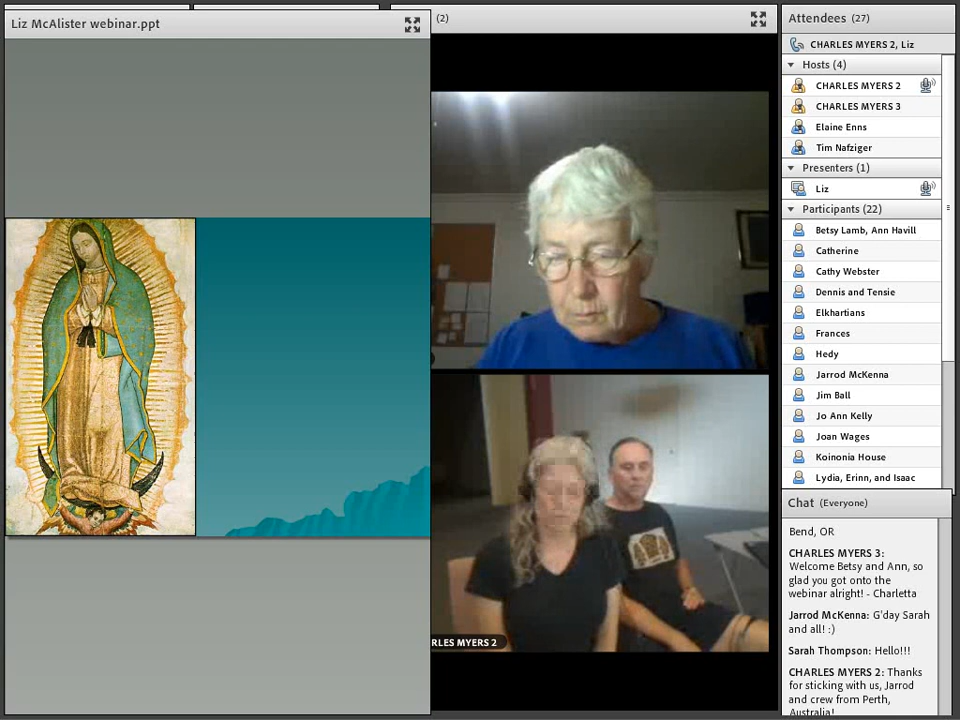 Liz McAlister webinar.ppt
(2)
RLES MYERS 2
Attendees (27)
CHARLES MYERS 2, Liz
Hosts (4)
CHARLES MYERS 2
CHARLES MYERS 3
Elaine Enns
Tim Nafziger
Presenters (1)
Liz
Participants (22)
Betsy Lamb, Ann Havill
Catherine
Cathy Webster
Dennis and Tensie
Elkhartians
Frances
Hedy
Jarrod McKenna
Jim Ball
Jo Ann Kelly
Joan Wages
Koinonia House
Lydia, Erinn, and Isaac
Chat (Everyone)
Bend, OR
CHARLES MYERS 3:
Welcome Betsy and Ann, so
glad you got onto the
webinar alright! - Charletta
Jarrod McKenna: G'day Sarah
and all! :)
Sarah Thompson: Hello!!!
CHARLES MYERS 2: Thanks
for sticking with us, Jarrod
and crew from Perth,
Australia!